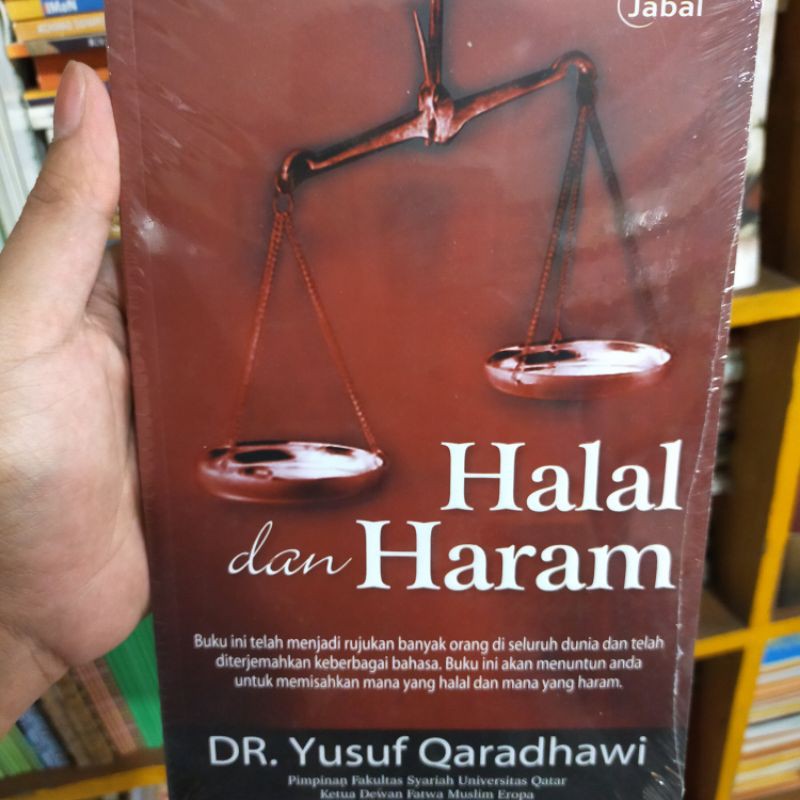 Jabal
Halal
dan Haram
Buku ini telah menjadi rujukan banyak orang di seluruh dunia dan telah
diterjemahkan keberbagai bahasa. Buku ini akan menuntun anda
untuk memisahkan mana yang halal dan mana yang haram.
DR. Yusuf Qaradhawi
Pimpinan Fakultas Syariah Universitas Qatar
Ketua Dewan Fatwa Muslim Eropa